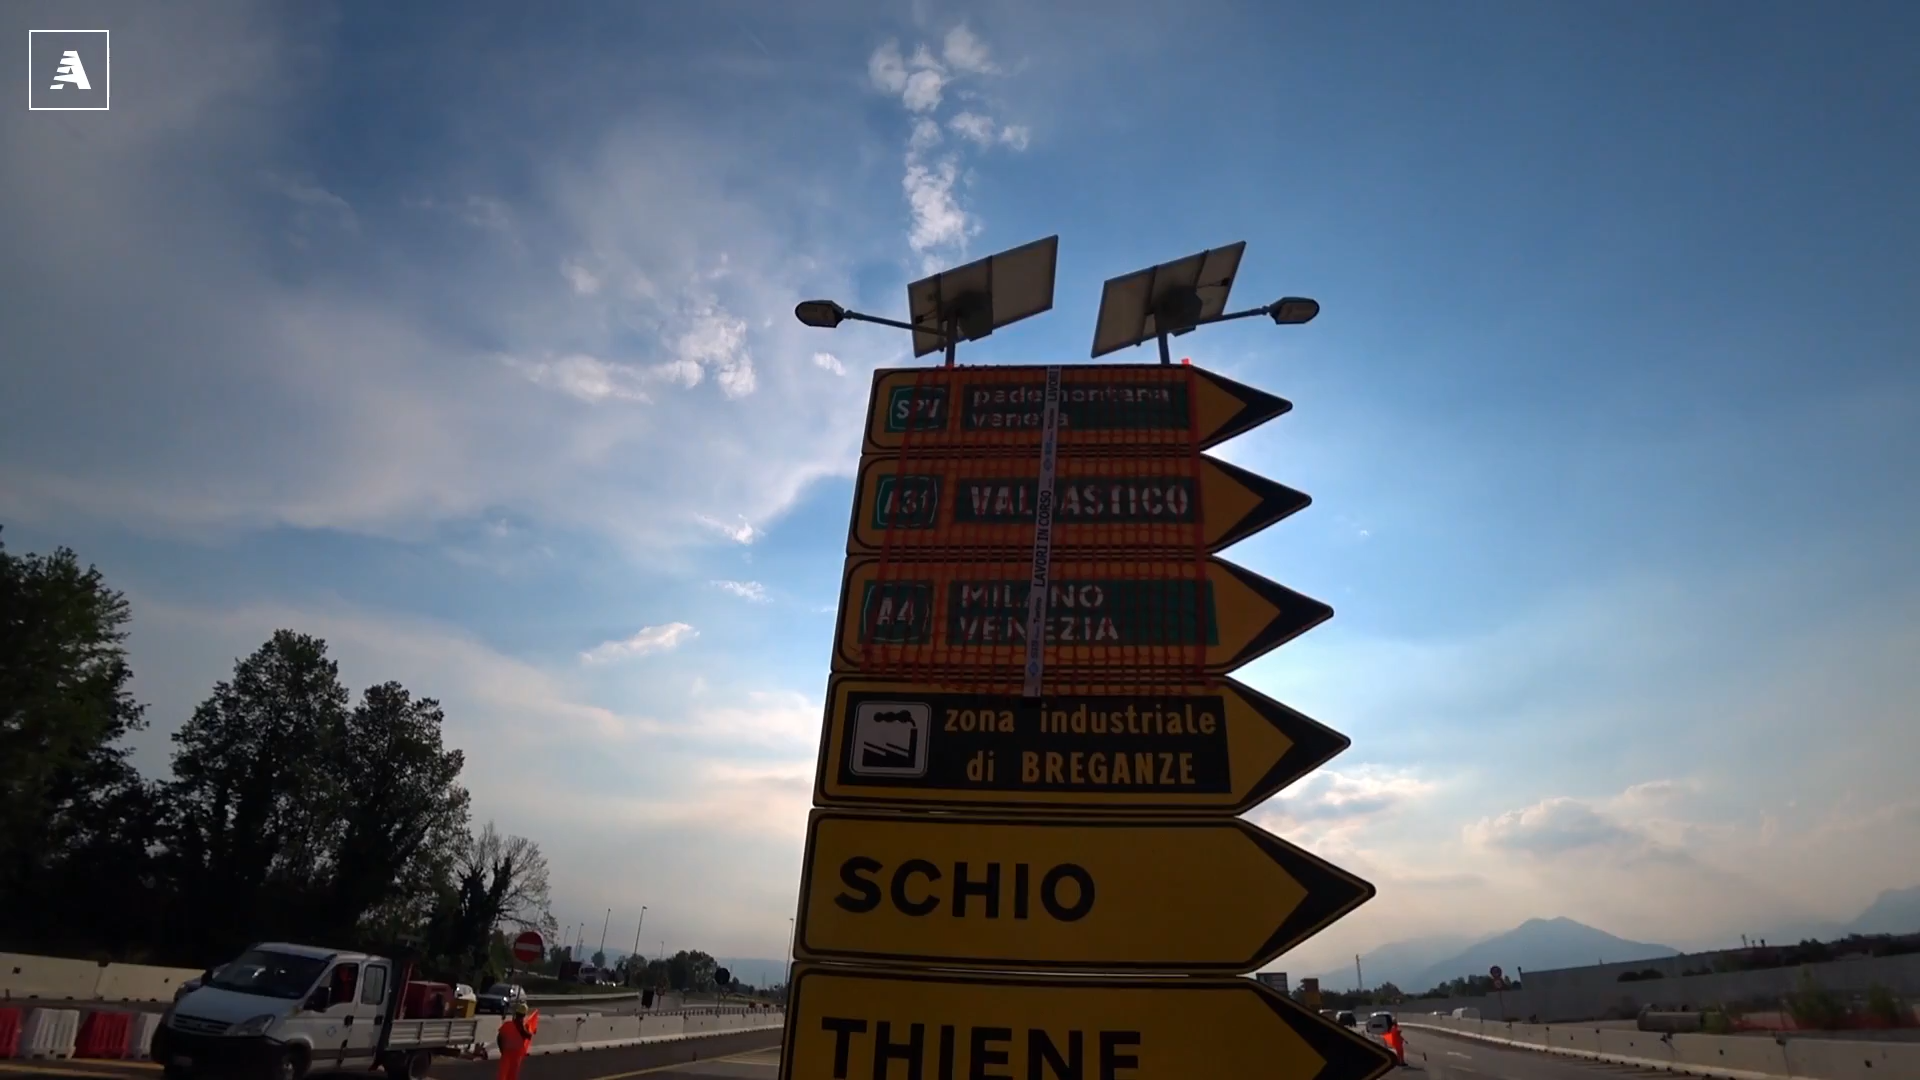 A
SPV pedemontana
veneta
A31 VALDASTICO
A4 MILANO
VENEZIA
LAVORI IN CORSO
zona industriale
di BREGANZE
SCHIO
THIENE